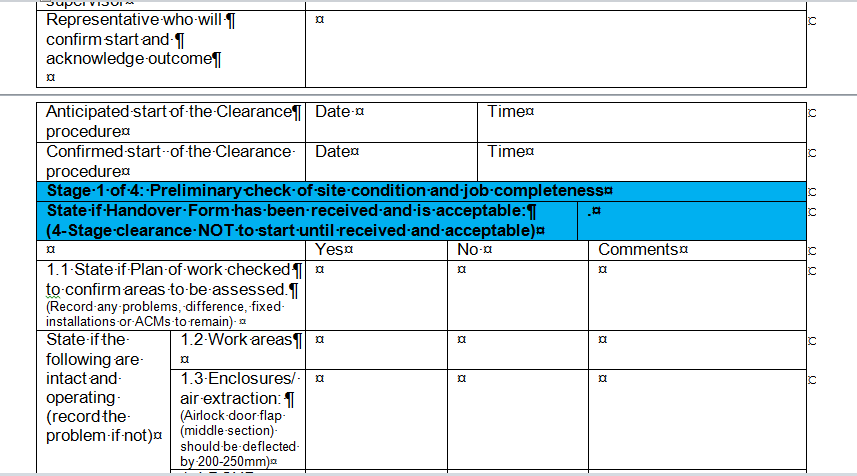 supervisor¤
Representative·who·will·¶ ¤ ¤
confirm·start·and·¶
acknowledge·outcome¶
¤
Anticipated·start·of·the·Clearance¶ Date·¤ Time¤ ¤
procedure¤
Confirmed·start··of·the·Clearance· Date¤ Time¤ ¤
procedure¤
Stage·1·of·4:·Preliminary·check·of·site·condition·and·job·completeness¤ ¤
State·if·Handover·Form·has·been·received·and·is·acceptable:·¶ .¤ ¤
(4-Stage·clearance·NOT·to·start·until·received·and·acceptable)¤
¤ Yes¤ No·¤ Comments¤ ¤
1.1·State·if·Plan·of·work·checked·¶ ¤ ¤ ¤ ¤
to·confirm·areas·to·be·assessed.¶
(Record·any·problems,·difference,·fixed·
installations·or·ACMs·to·remain)·¤
State·if·the· 1.2·Work·areas¶ ¤ ¤ ¤ ¤
following·are· ¤
intact·and· 1.3·Enclosures/· ¤ ¤ ¤ ¤
operating· air·extraction:·¶
(record·the· (Airlock·door·flap·
problem·if·not)¤ (middle·section)·
should·be·deflected·
by·200-250mm)¤